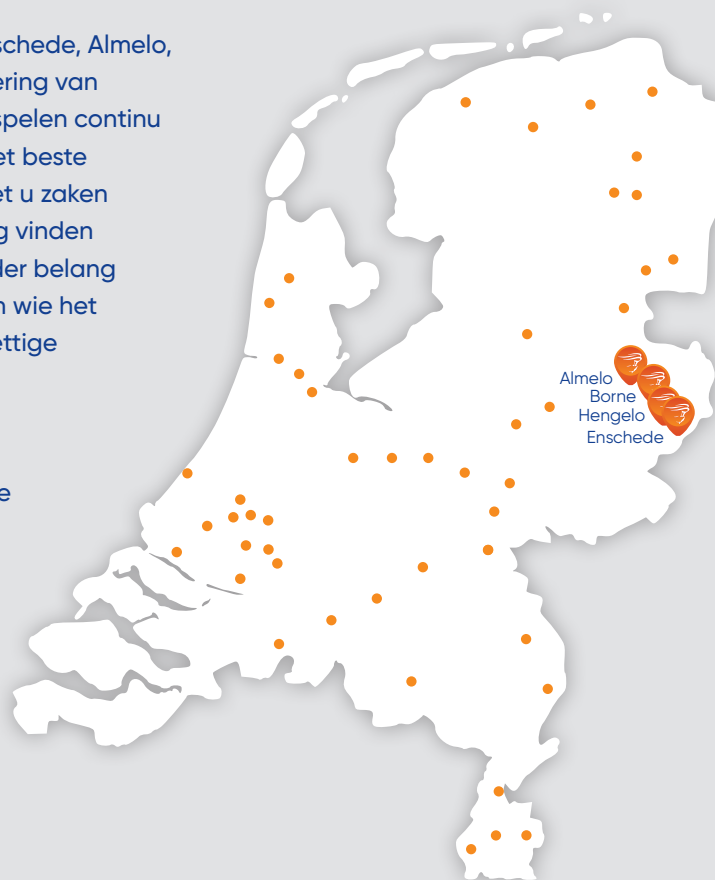 schede, Almelo,
ering van
spelen continu
et beste
et u zaken
g vinden
der belang
n wie het
ettige
e
Almelo
Borne
Hengelo
Enschede